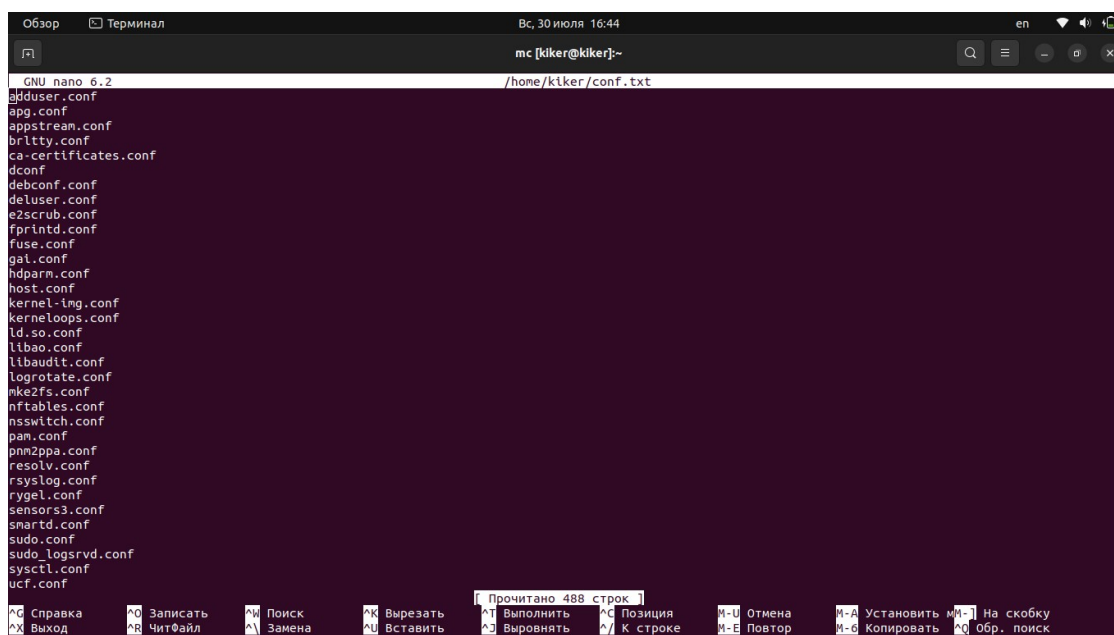 Обзор Терминал Вс, 30 июля 16:44 en
mc [kiker@kiker]:~
GNU nano 6.2 /home/kiker/conf.txt
adduser.conf
apg.conf
appstream.conf
brltty.conf
ca-certificates.conf
dconf
debconf.conf
deluser.conf
e2scrub.conf
fprintd.conf
fuse.conf
gai.conf
hdparm.conf
host.conf
kernel-img.conf
kerneloops.conf
ld.so.conf
libao.conf
libaudit.conf
logrotate.conf
mke2fs.conf
nftables.conf
nsswitch.conf
pam.conf
pnm2ppa.conf
resolv.conf
rsyslog.conf
rygel.conf
sensors3.conf
smartd.conf
sudo.conf
sudo_logsrvd.conf
sysctl.conf
ucf.conf
[ Прочитано 488 строк ]
^G Справка ^O Записать ^W Поиск ^K Вырезать ^T Выполнить ^C Позиция M-U Отмена M-A Установить мM-] На скобку
^X Выход ^R ЧитФайл ^\ Замена ^U Вставить ^J Выровнять ^/ К строке M-E Повтор M-6 Копировать ^Q Обр. поиск